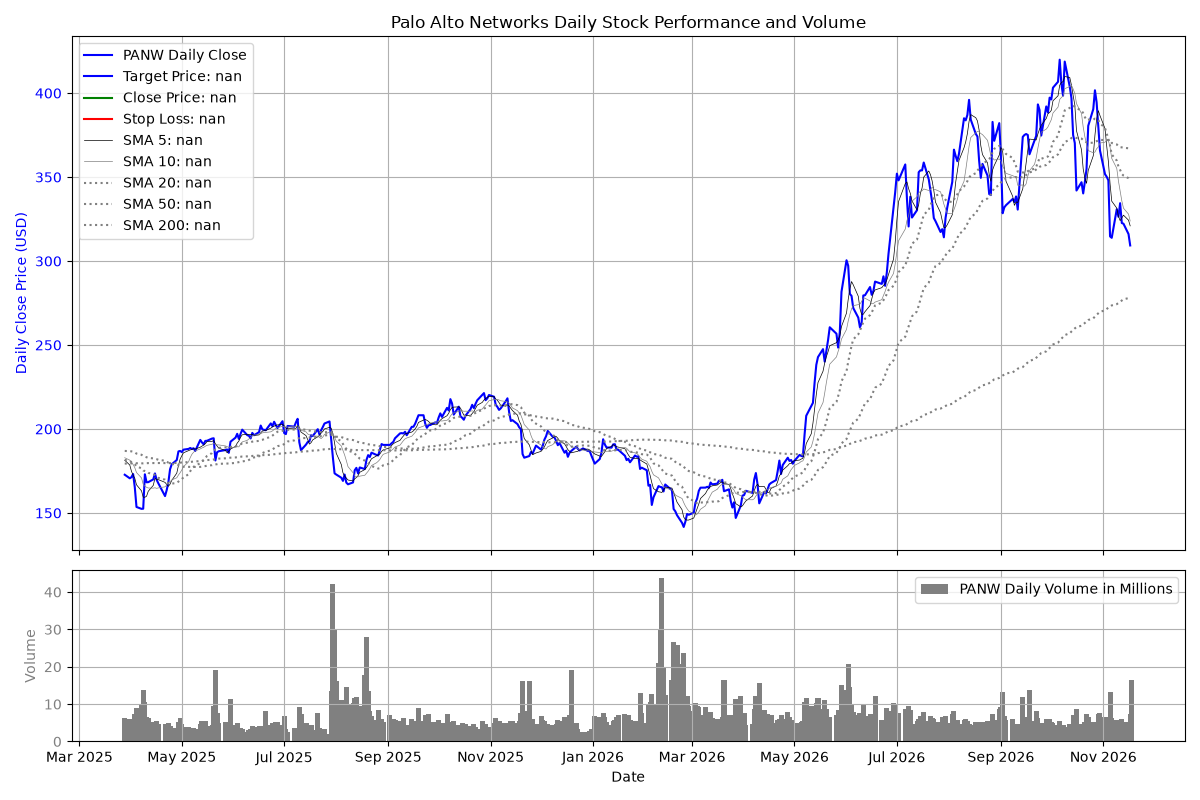 Palo Alto Networks Daily Stock Performance and Volume
PANW Daily Close
Target Price: nan
Close Price: nan
Stop Loss: nan
SMA 5: nan
SMA 10: nan
SMA 20: nan
SMA 50: nan
SMA 200: nan
Daily Close Price (USD)
400
350
300
250
200
150
PANW Daily Volume in Millions
Volume
40
30
20
10
0
Mar 2025 May 2025 Jul 2025 Sep 2025 Nov 2025 Jan 2026 Mar 2026 May 2026 Jul 2026 Sep 2026 Nov 2026
Date